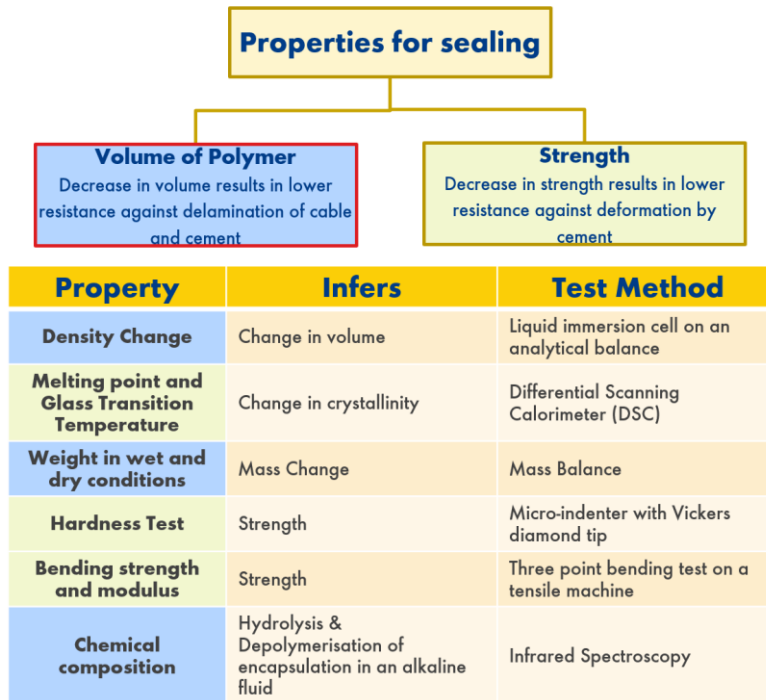 Properties for sealing
Volume of Polymer
Decrease in volume results in lower
resistance against delamination of cable
and cement
Strength
Decrease in strength results in lower
resistance against deformation by
cement
Property
Infers
Test Method
Density Change
Change in volume
Liquid immersion cell on an
analytical balance
Melting point and
Glass Transition
Temperature
Change in crystallinity
Differential Scanning
Calorimeter (DSC)
Weight in wet and
dry conditions
Mass Change
Mass Balance
Hardness Test
Strength
Micro-indenter with Vickers
diamond tip
Bending strength
and modulus
Strength
Three point bending test on a
tensile machine
Chemical
composition
Hydrolysis &
Depolymerisation of
encapsulation in an alkaline
fluid
Infrared Spectroscopy